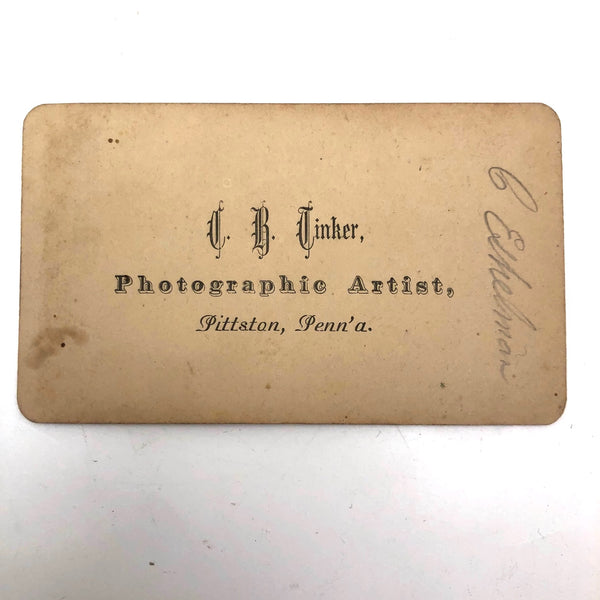 C. B. Tinker,
Photographic Artist,
Pittston, Penn'a.
C